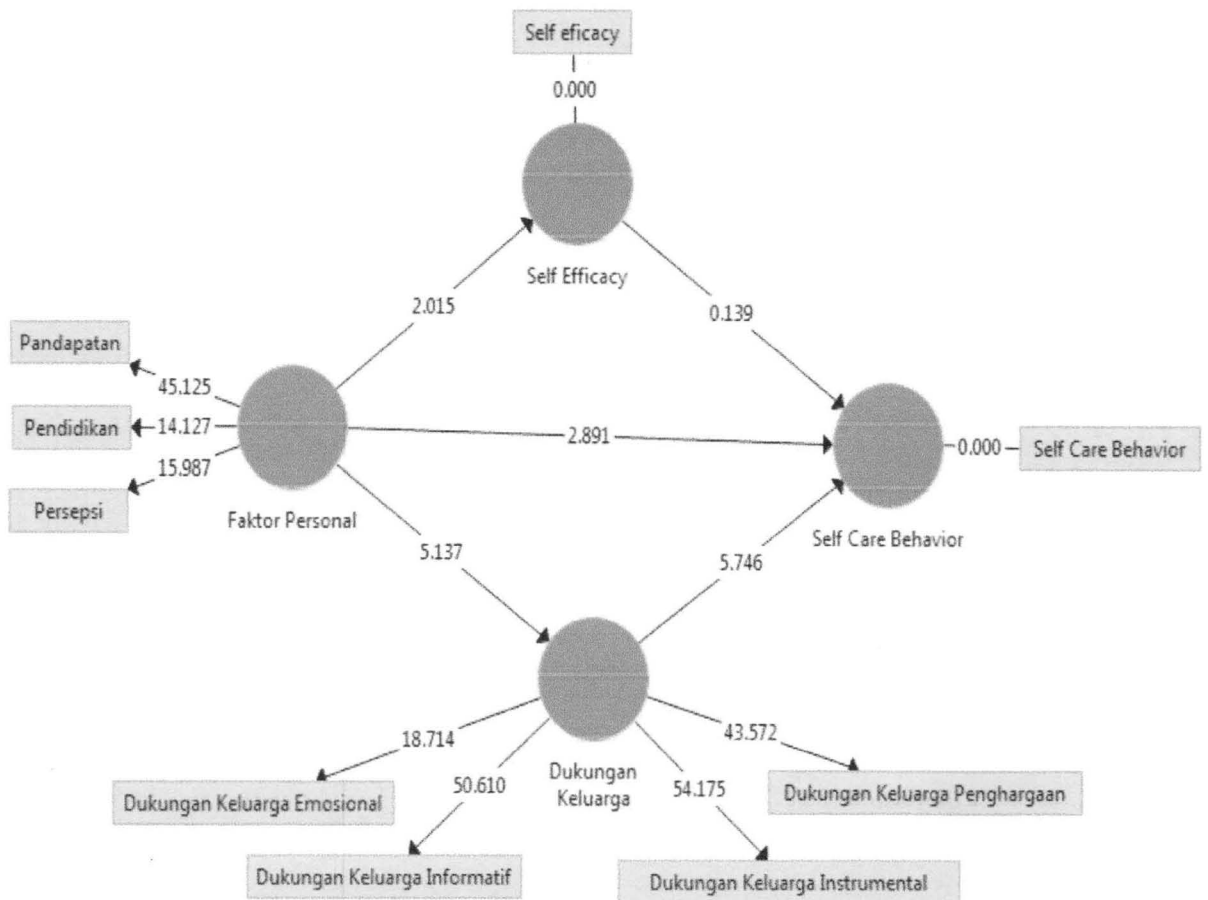 Self eficacy
0.000
Self Efficacy
2.015
0.139
Pandapatan
45.125
Pendidikan
14.127
2.891
0.000
Self Care Behavior
15.987
Persepsi
Faktor Personal
Self Care Behavior
5.137
5.746
18.714
43.572
Dukungan
Keluarga
50.610
54.175
Dukungan Keluarga Emosional
Dukungan Keluarga Penghargaan
Dukungan Keluarga Informatif
Dukungan Keluarga Instrumental